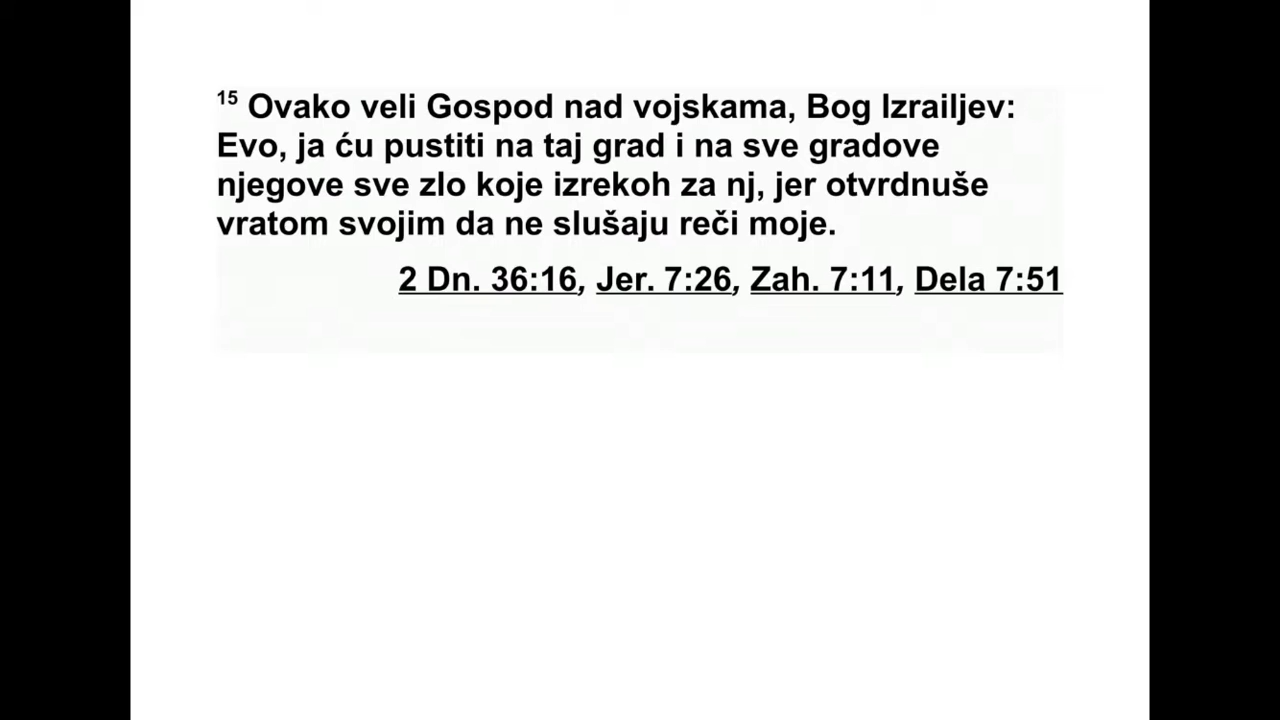 15 Ovako veli Gospod nad vojskama, Bog Izrailjev:
Evo, ja ću pustiti na taj grad i na sve gradove
njegove sve zlo koje izrekoh za nj, jer otvrdnuše
vratom svojim da ne slušaju reči moje.
2 Dn. 36:16, Jer. 7:26, Zah. 7:11, Dela 7:51